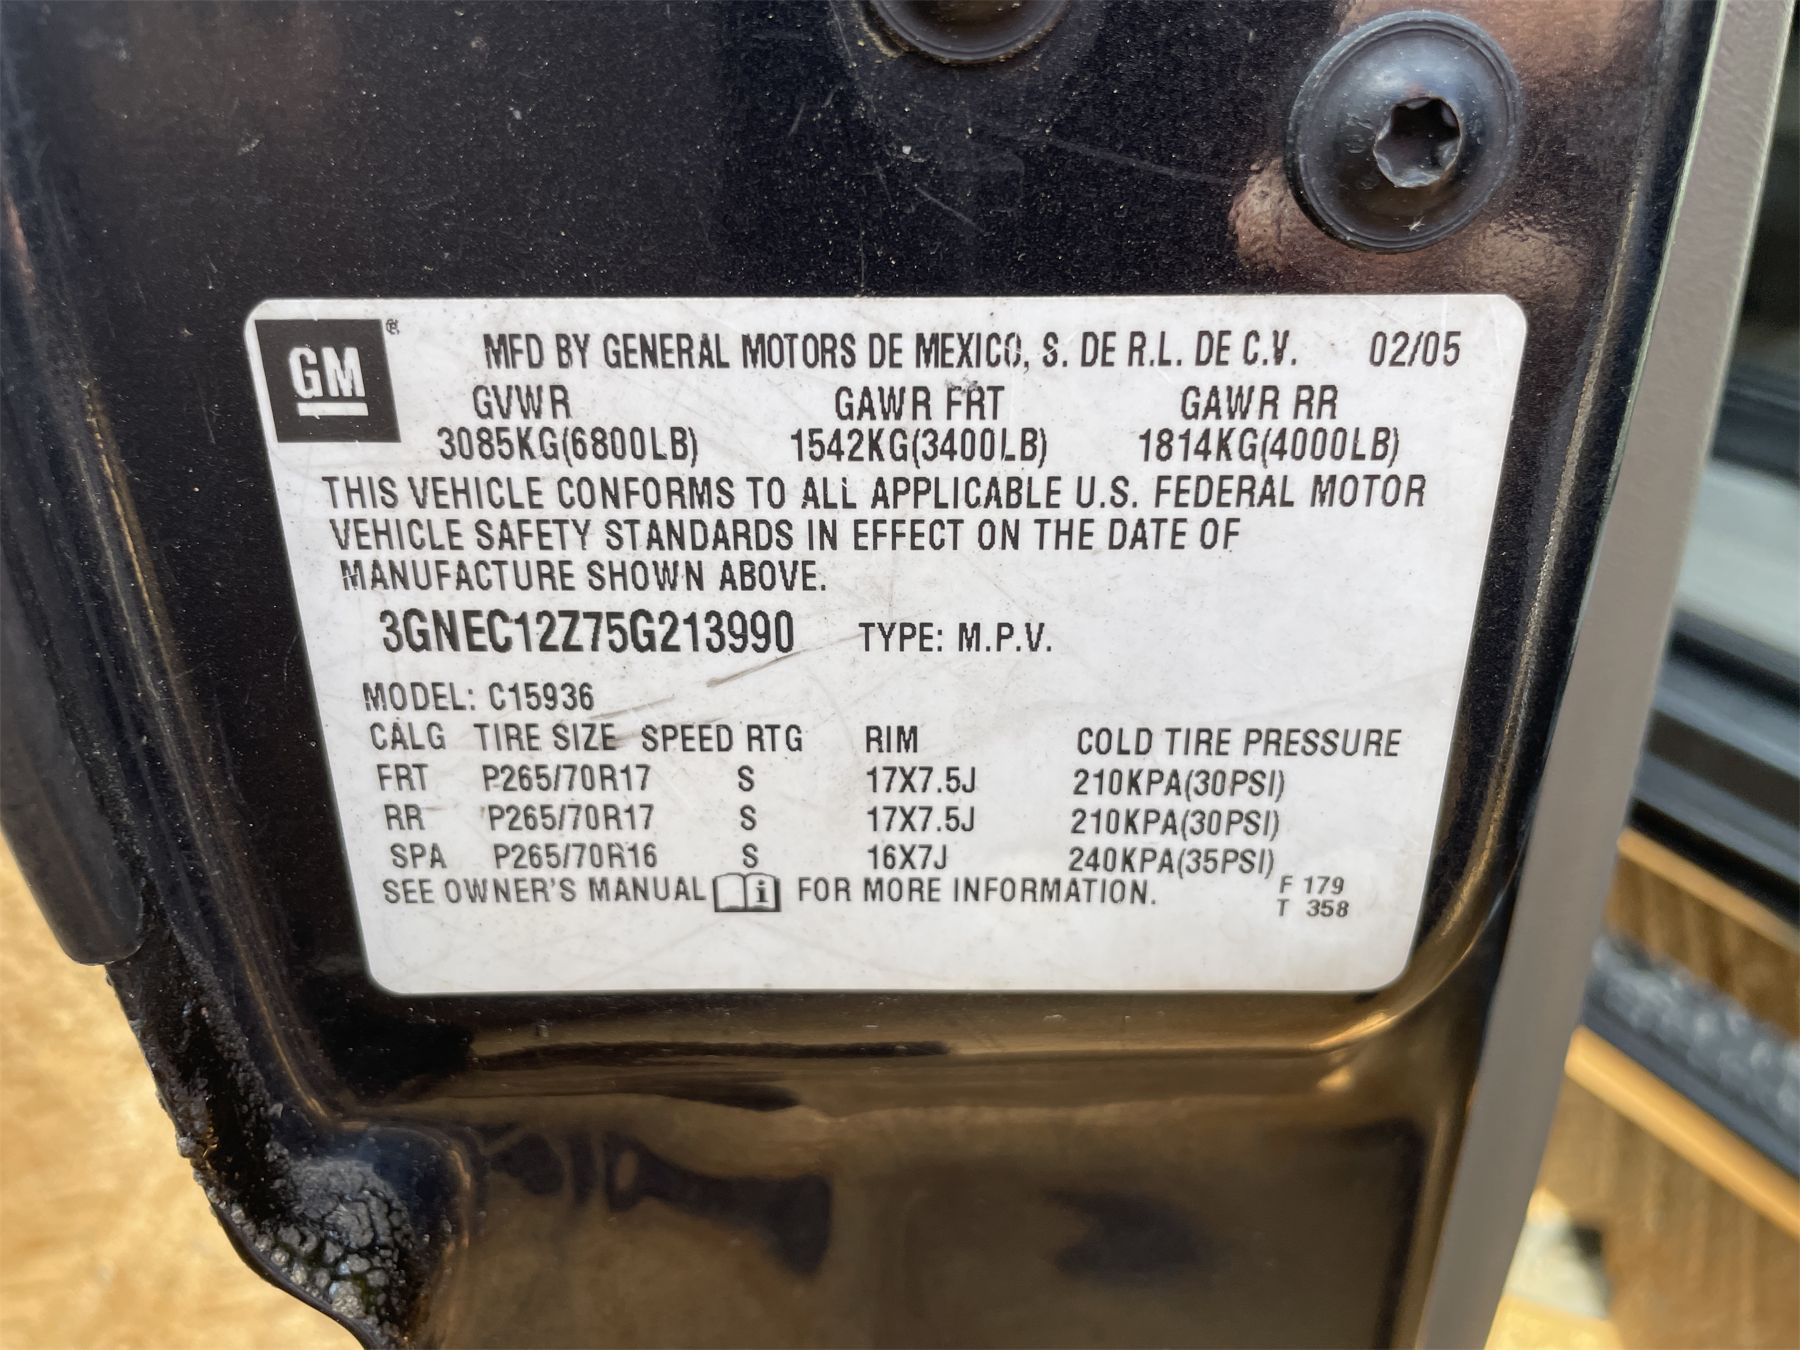 GM ® MFD BY GENERAL MOTORS DE MEXICO, S. DE R.L. DE C.V. 02/05
GVWR GAWR FRT GAWR RR
3085KG(6800LB) 1542KG(3400LB) 1814KG(4000LB)
THIS VEHICLE CONFORMS TO ALL APPLICABLE U.S. FEDERAL MOTOR
VEHICLE SAFETY STANDARDS IN EFFECT ON THE DATE OF
MANUFACTURE SHOWN ABOVE.
3GNEC12Z75G213990 TYPE: M.P.V.
MODEL: C15936
CALG TIRE SIZE SPEED RTG RIM COLD TIRE PRESSURE
FRT P265/70R17 S 17X7.5J 210KPA(30PSI)
RR P265/70R17 S 17X7.5J 210KPA(30PSI)
SPA P265/70R16 S 16X7J 240KPA(35PSI)
SEE OWNER'S MANUAL i FOR MORE INFORMATION. F 179
T 358